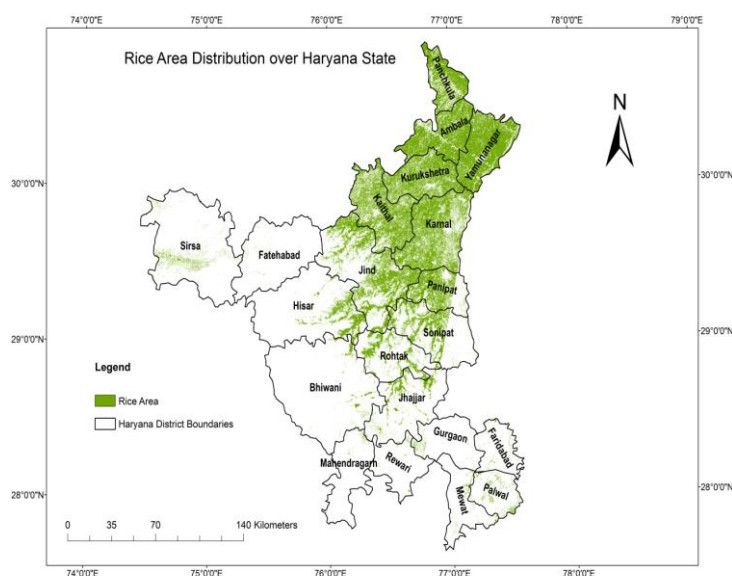 74°0'0"E 75°0'0"E 76°0'0"E 77°0'0"E 78°0'0"E 79°0'0"E
Rice Area Distribution over Haryana State
N
Panchkula
Ambala
Yamunanagar
Kurukshetra
30°0'0"N 30°0'0"N
Kaithal
Karnal
Sirsa
Fatehabad
Jind
Panipat
Hisar
Sonipat
29°0'0"N 29°0'0"N
Rohtak
Legend
Bhiwani
Jhajjar
Rice Area
Haryana District Boundaries
Gurgaon
Faridabad
Mahendragarh
Rewari
Mewat
Palwal
28°0'0"N 28°0'0"N
0 35 70 140 Kilometers
74°0'0"E 75°0'0"E 76°0'0"E 77°0'0"E 78°0'0"E